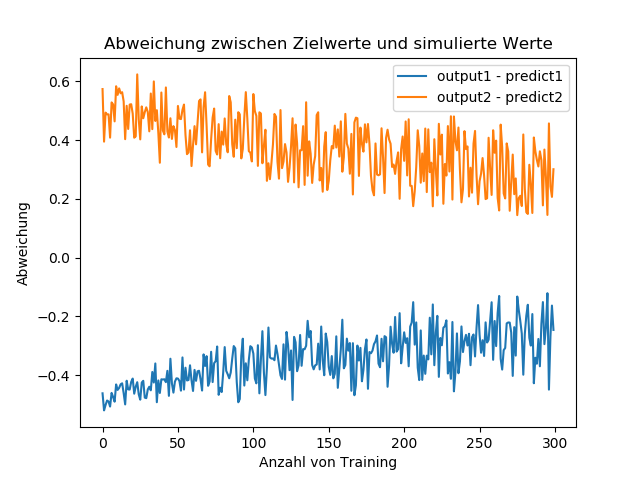 Abweichung zwischen Zielwerte und simulierte Werte
output1 - predict1
output2 - predict2
0.6
0.4
0.2
0.0
−0.2
−0.4
Abweichung
0 50 100 150 200 250 300
Anzahl von Training